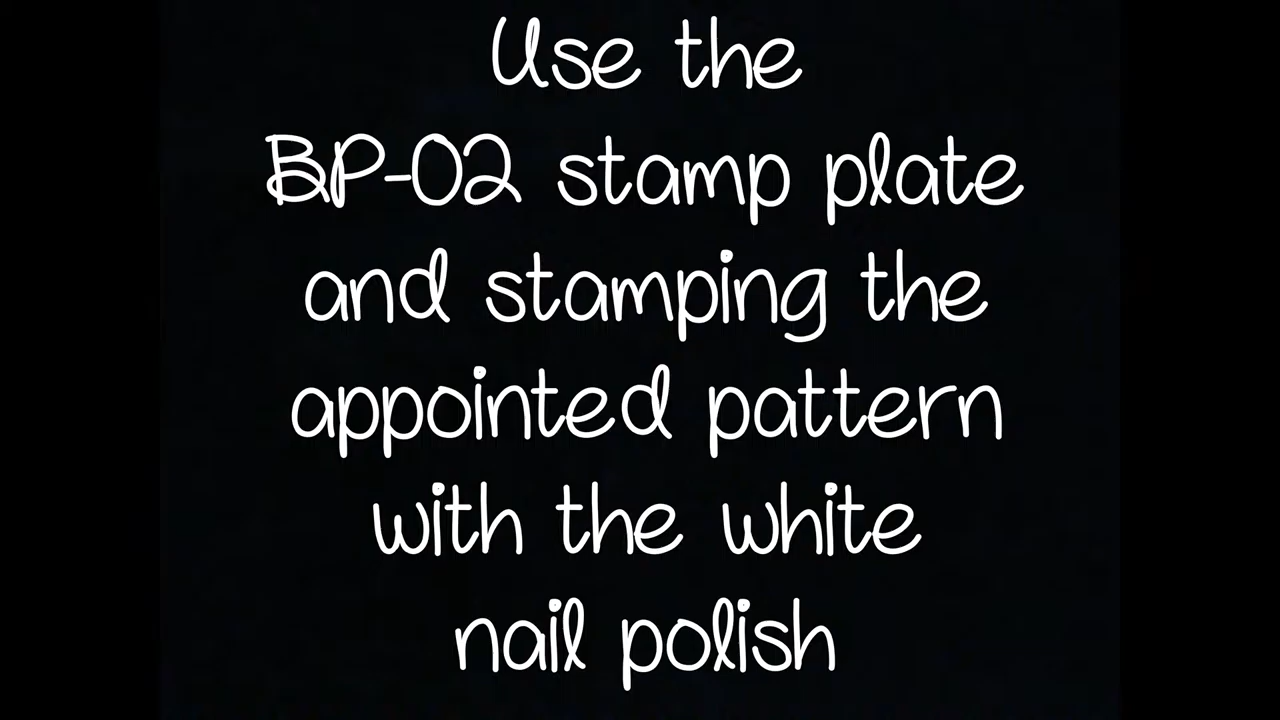 Use the
BP-02 stamp plate
and stamping the
appointed pattern
with the white
nail polish